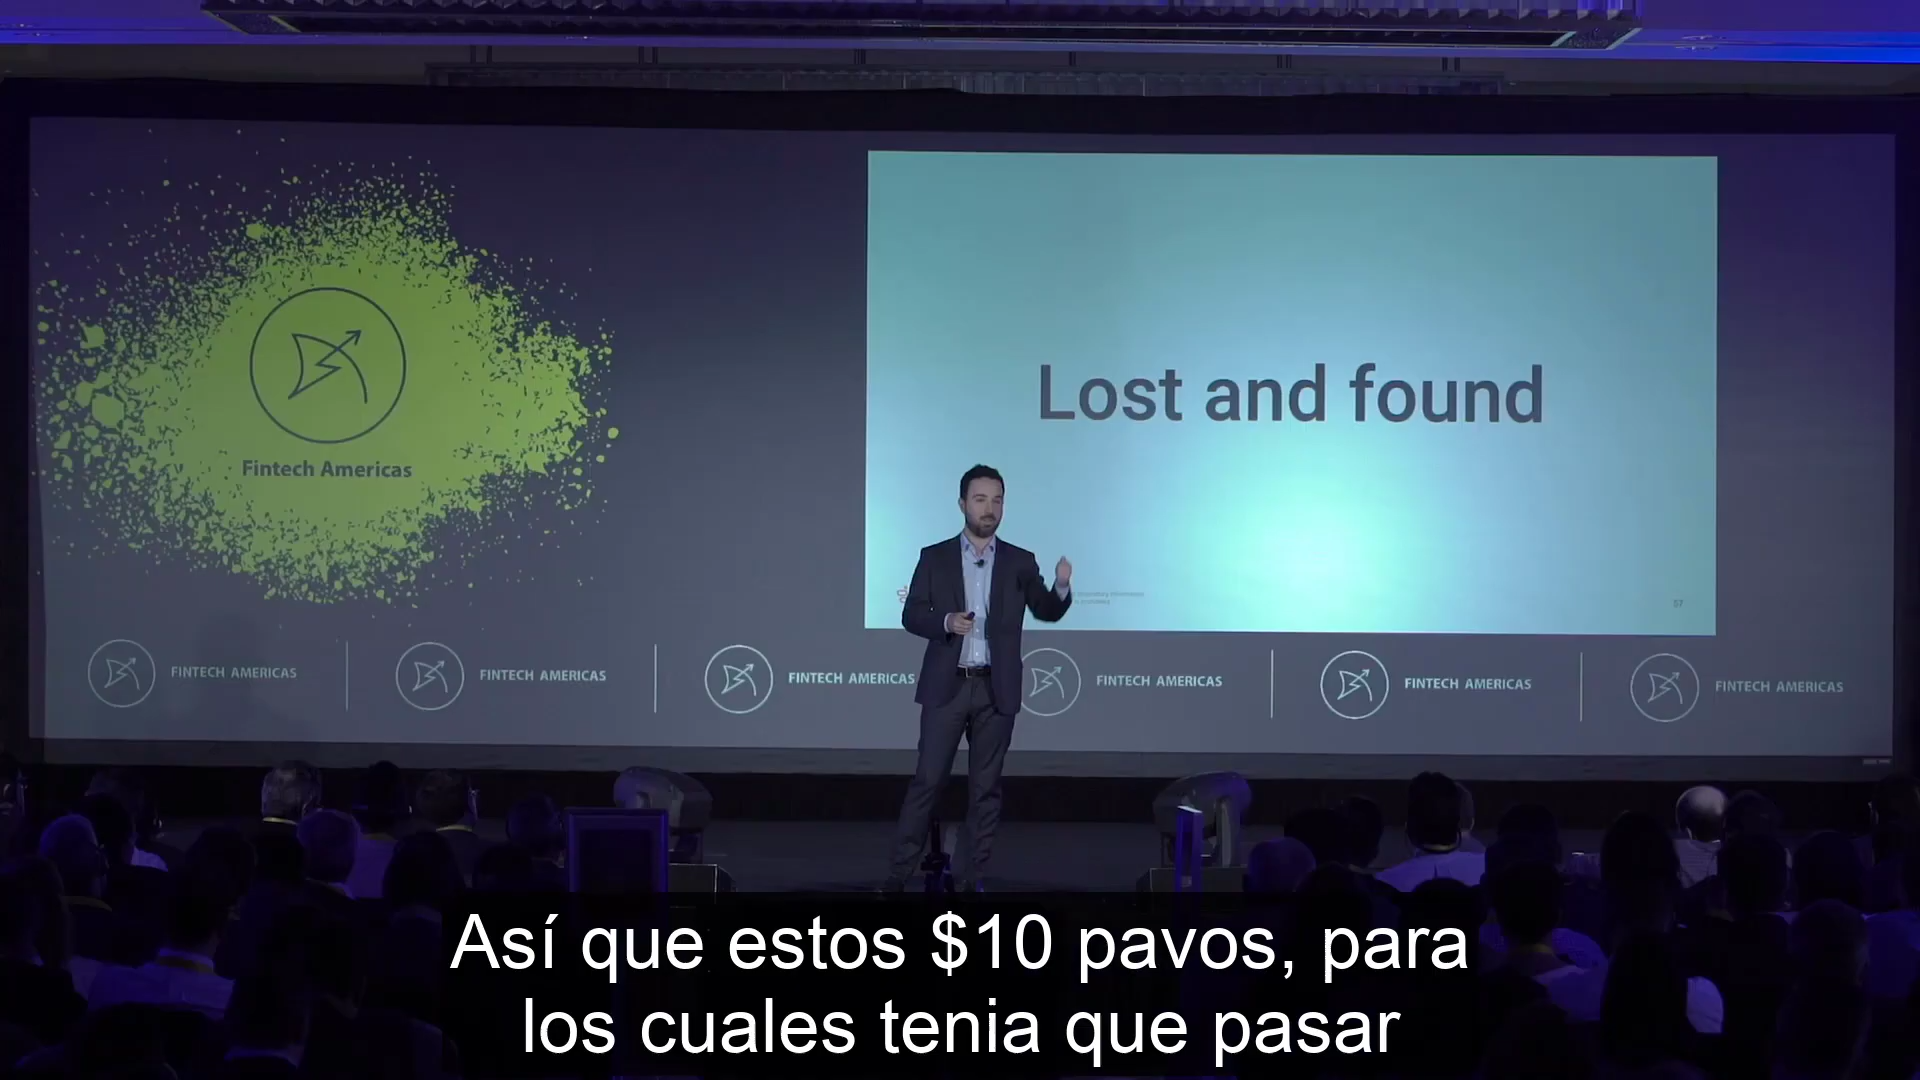 Lost and found
Fintech Americas
57
FINTECH AMERICAS
FINTECH AMERICAS
FINTECH AMERICAS
FINTECH AMERICAS
FINTECH AMERICAS
FINTECH AMERICAS
Así que estos $10 pavos, para
los cuales tenia que pasar